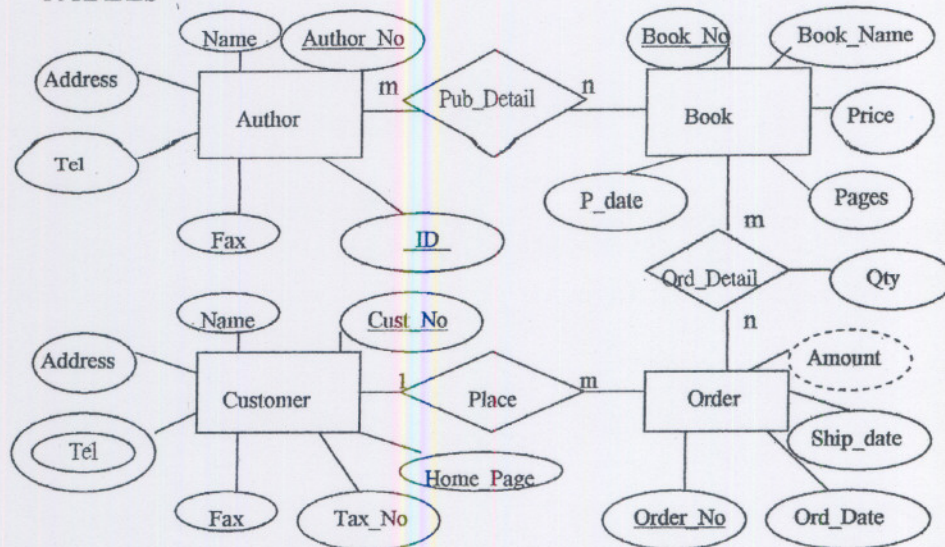 Name
Author_No
Book_No
Book_Name
Address
m
Pub_Detail
n
Author
Book
Price
Tel
P_date
Pages
Fax
ID
m
Ord_Detail
Qty
Name
Cust_No
n
Address
Amount
1
Place
m
Customer
Order
Tel
Ship_date
Home_Page
Fax
Tax_No
Order_No
Ord_Date